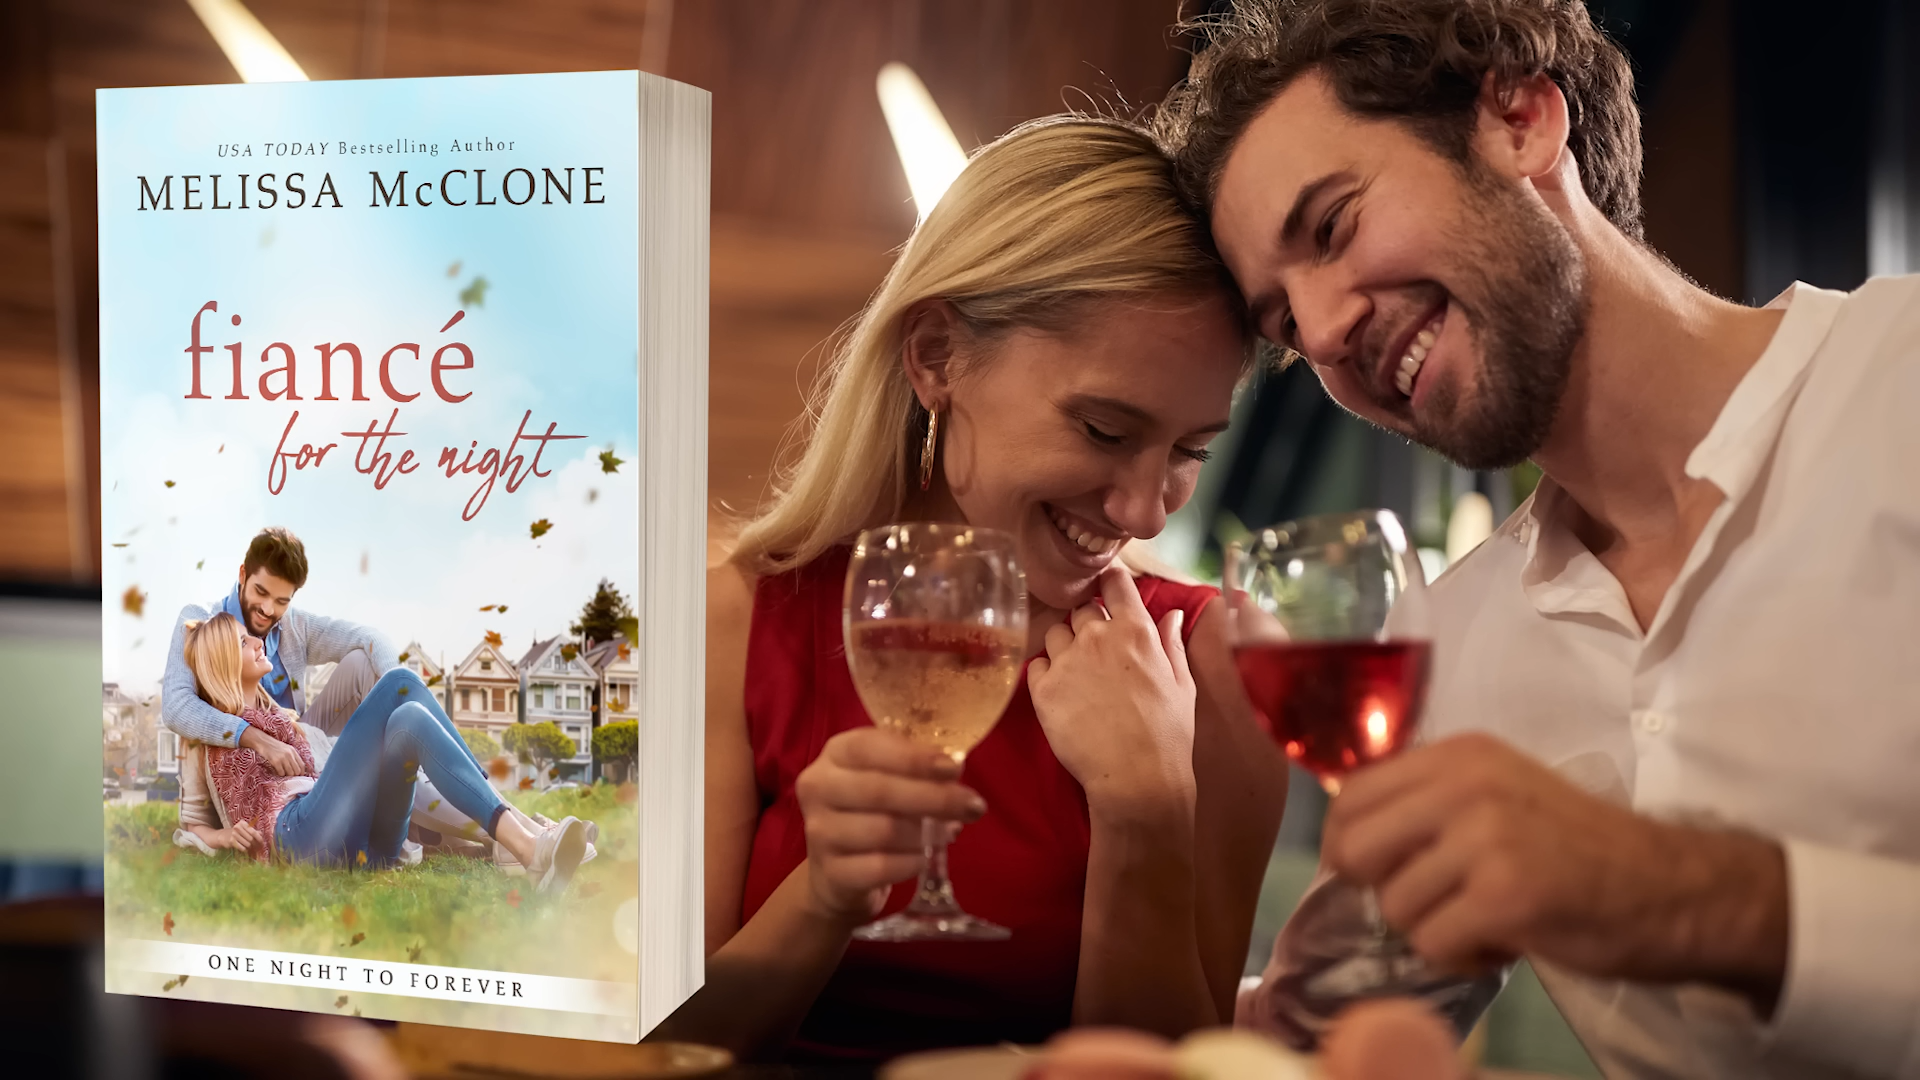 USA TODAY Bestselling Author
MELISSA McCLONE
fiancé
for the night
ONE NIGHT TO FOREVER